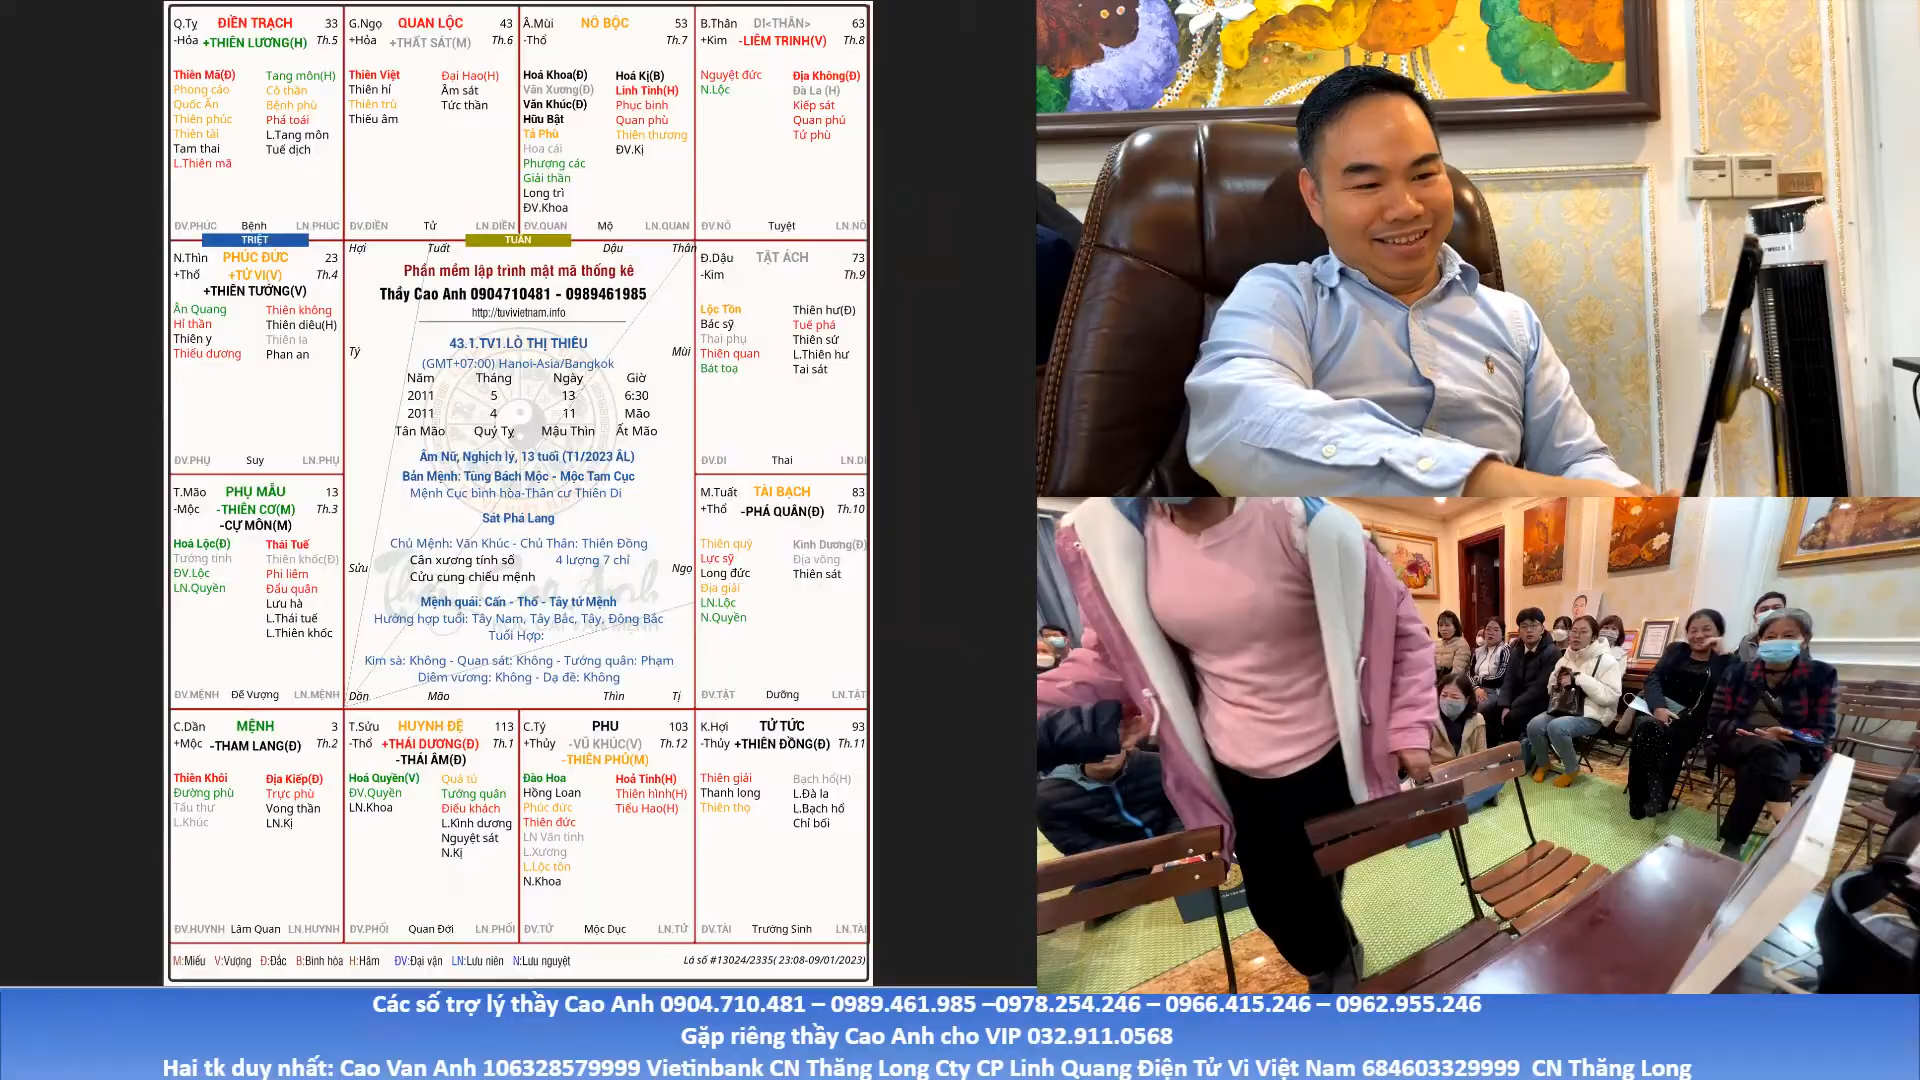 Q.Tỵ ĐIỀN TRẠCH 33
-Hỏa +THIÊN LƯƠNG(H) Th.5
Thiên Mã(Đ) Tang môn(H)
Phong cáo Cô thần
Quốc Ấn Bệnh phù
Thiên phúc Phá toái
Thiên tài L.Tang môn
Tam thai Tuế dịch
L.Thiên mã
ĐV.PHÚC Bệnh LN.PHÚC
G.Ngọ QUAN LỘC 43
+Hỏa +THẤT SÁT(M) Th.6
Thiên Việt Đại Hao(H)
Thiên hỉ Âm sát
Thiên trù Tức thần
Thiếu âm
ĐV.ĐIỀN Tử LN.ĐIỀN
Â.Mùi NÔ BỘC 53
-Thổ Th.7
Hoá Khoa(Đ) Hoá Kị(B)
Văn Xương(Đ) Linh Tinh(H)
Văn Khúc(Đ) Phục binh
Hữu Bật Quan phù
Tả Phù Thiên thương
Hoa cái ĐV.Kị
Phượng các
Giải thần
Long trì
ĐV.Khoa
ĐV.QUAN Mộ LN.QUAN
B.Thân DI<THÂN> 63
+Kim -LIÊM TRINH(V) Th.8
Nguyệt đức Địa Không(Đ)
N.Lộc Đà La (H)
Kiếp sát
Quan phủ
Tử phù
ĐV.NÔ Tuyệt LN.NÔ
TRIỆT
TUẦN
N.Thìn PHÚC ĐỨC 23
+Thổ +TỬ VI(V) Th.4
+THIÊN TƯỚNG(V)
Ân Quang Thiên không
Hỉ thần Thiên diêu(H)
Thiên y Thiên la
Thiếu dương Phan an
ĐV.PHỤ Suy LN.PHỤ
Hợi Tuất Dậu Thân
Phần mềm lập trình mật mã thống kê
Thầy Cao Anh 0904710481 - 0989461985
http://tuvivietnam.info
43.1.TV1.LÒ THỊ THIÊU
(GMT+07:00) Hanoi-Asia/Bangkok
Năm Tháng Ngày Giờ
2011 5 13 6:30
2011 4 11 Mão
Tân Mão Quý Tỵ Mậu Thìn Ất Mão
Âm Nữ, Nghịch lý, 13 tuổi (T1/2023 ÂL)
Bản Mệnh: Tùng Bách Mộc - Mộc Tam Cục
Mệnh Cục bình hòa-Thân cư Thiên Di
Sát Phá Lang
Chủ Mệnh: Văn Khúc - Chủ Thân: Thiên Đồng
Cân xương tính số 4 lượng 7 chỉ
Cửu cung chiếu mệnh
Mệnh quái: Cấn - Thổ - Tây tứ Mệnh
Hướng hợp tuổi: Tây Nam, Tây Bắc, Tây, Đông Bắc
Tuổi Hợp:
Kim sà: Không - Quan sát: Không - Tướng quân: Phạm
Diêm vương: Không - Dạ đề: Không
Tý Mùi
Sửu Ngọ
Dần Mão Thìn Tị
Thầy Cao Anh
Đ.Dậu TẬT ÁCH 73
-Kim Th.9
Lộc Tồn Thiên hư(Đ)
Bác sỹ Tuế phá
Thai phụ Thiên sứ
Thiên quan L.Thiên hư
Bát toạ Tai sát
ĐV.DI Thai LN.DI
T.Mão PHỤ MẪU 13
-Mộc -THIÊN CƠ(M) Th.3
-CỰ MÔN(M)
Hoá Lộc(Đ) Thái Tuế
Tướng tinh Thiên khốc(Đ)
ĐV.Lộc Phi liêm
LN.Quyền Đẩu quân
Lưu hà
L.Thái tuế
L.Thiên khốc
ĐV.MỆNH Đế Vượng LN.MỆNH
M.Tuất TÀI BẠCH 83
+Thổ -PHÁ QUÂN(Đ) Th.10
Thiên quý Kình Dương(Đ)
Lực sỹ Địa võng
Long đức Thiên sát
Địa giải
LN.Lộc
N.Quyền
ĐV.TẬT Dưỡng LN.TẬT
C.Dần MỆNH 3
+Mộc -THAM LANG(Đ) Th.2
Thiên Khôi Địa Kiếp(Đ)
Đường phù Trực phù
Tấu thư Vong thần
L.Khúc LN.Kị
ĐV.HUYNH Lâm Quan LN.HUYNH
T.Sửu HUYNH ĐỆ 113
-Thổ +THÁI DƯƠNG(Đ) Th.1
-THÁI ÂM(Đ)
Hoá Quyền(V) Quả tú
ĐV.Quyền Tướng quân
LN.Khoa Điếu khách
L.Kình dương
Nguyệt sát
N.Kị
ĐV.PHỐI Quan Đới LN.PHỐI
C.Tý PHU 103
+Thủy -VŨ KHÚC(V) Th.12
-THIÊN PHỦ(M)
Đào Hoa Hoả Tinh(H)
Hồng Loan Thiên hình(H)
Phúc đức Tiểu Hao(H)
Thiên đức
LN Văn tinh
L.Xương
L.Lộc tồn
N.Khoa
ĐV.TỬ Mộc Dục LN.TỬ
K.Hợi TỬ TỨC 93
-Thủy +THIÊN ĐỒNG(Đ) Th.11
Thiên giải Bạch hổ(H)
Thanh long L.Đà la
Thiên thọ L.Bạch hổ
Chỉ bối
ĐV.TÀI Trường Sinh LN.TÀI
M:Miếu V:Vượng Đ:Đắc B:Bình hòa H:Hãm ĐV:Đại vận LN:Lưu niên N:Lưu nguyệt
Lá số #13024/2335( 23:08-09/01/2023)
Các số trợ lý thầy Cao Anh 0904.710.481 – 0989.461.985 –0978.254.246 – 0966.415.246 – 0962.955.246
Gặp riêng thầy Cao Anh cho VIP 032.911.0568
Hai tk duy nhất: Cao Van Anh 106328579999 Vietinbank CN Thăng Long Cty CP Linh Quang Điện Tử Vi Việt Nam 684603329999 CN Thăng Long